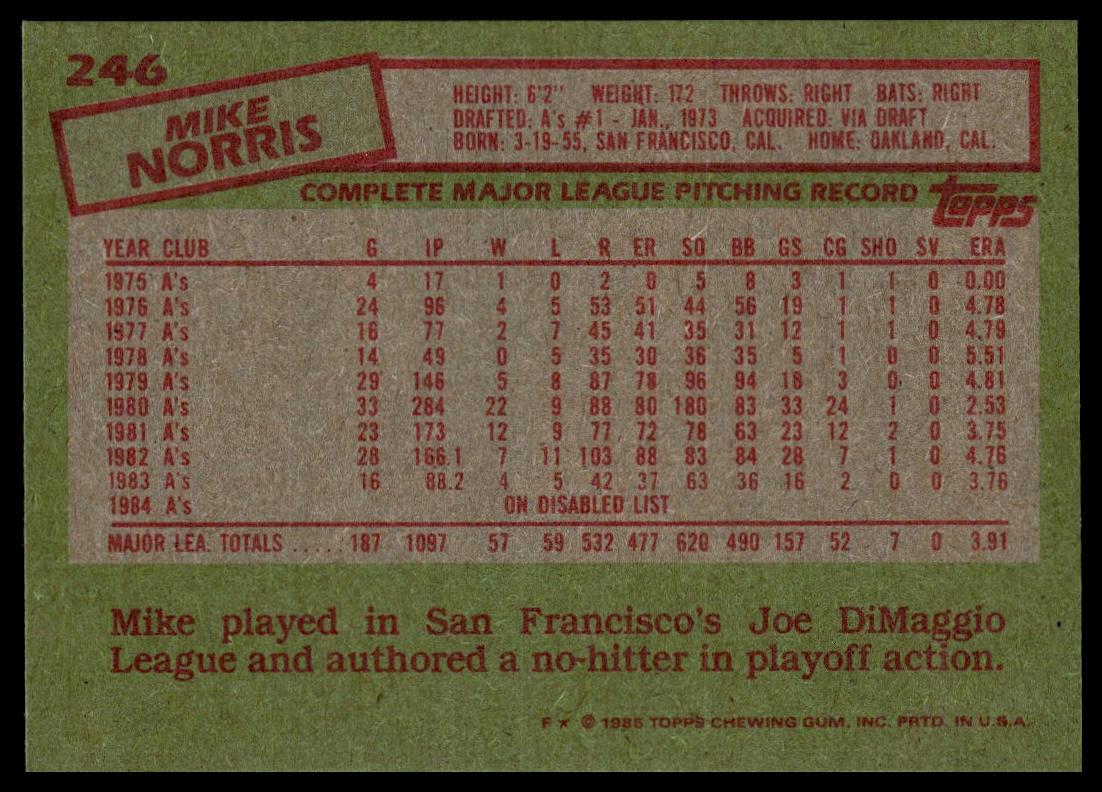 246
MIKE
NORRIS
HEIGHT: 6'2" WEIGHT: 172 THROWS: RIGHT BATS: RIGHT
DRAFTED: A's #1 - JAN., 1973 ACQUIRED: VIA DRAFT
BORN: 3-19-55, SAN FRANCISCO, CAL. HOME: OAKLAND, CAL.
COMPLETE MAJOR LEAGUE PITCHING RECORD
topps
YEAR CLUB G IP W L R ER SO BB GS CG SHO SV ERA
1975 A's 4 17 1 0 2 0 5 8 3 1 1 0 0.00
1976 A's 24 96 4 5 53 51 44 56 19 1 1 0 4.78
1977 A's 16 77 2 7 45 41 35 31 12 1 1 0 4.79
1978 A's 14 49 0 5 35 30 36 35 5 1 0 0 5.51
1979 A's 29 146 5 8 87 78 96 94 18 3 0 0 4.81
1980 A's 33 284 22 9 88 80 180 83 33 24 1 0 2.53
1981 A's 23 173 12 9 77 72 78 63 23 12 2 0 3.75
1982 A's 28 166.1 7 11 103 88 83 84 28 7 1 0 4.76
1983 A's 16 88.2 4 5 42 37 63 36 16 2 0 0 3.76
1984 A's ON DISABLED LIST
MAJOR LEA. TOTALS ..... 187 1097 57 59 532 477 620 490 157 52 7 0 3.91
Mike played in San Francisco's Joe DiMaggio
League and authored a no-hitter in playoff action.
F ★ © 1985 TOPPS CHEWING GUM, INC. PRTD. IN U.S.A.